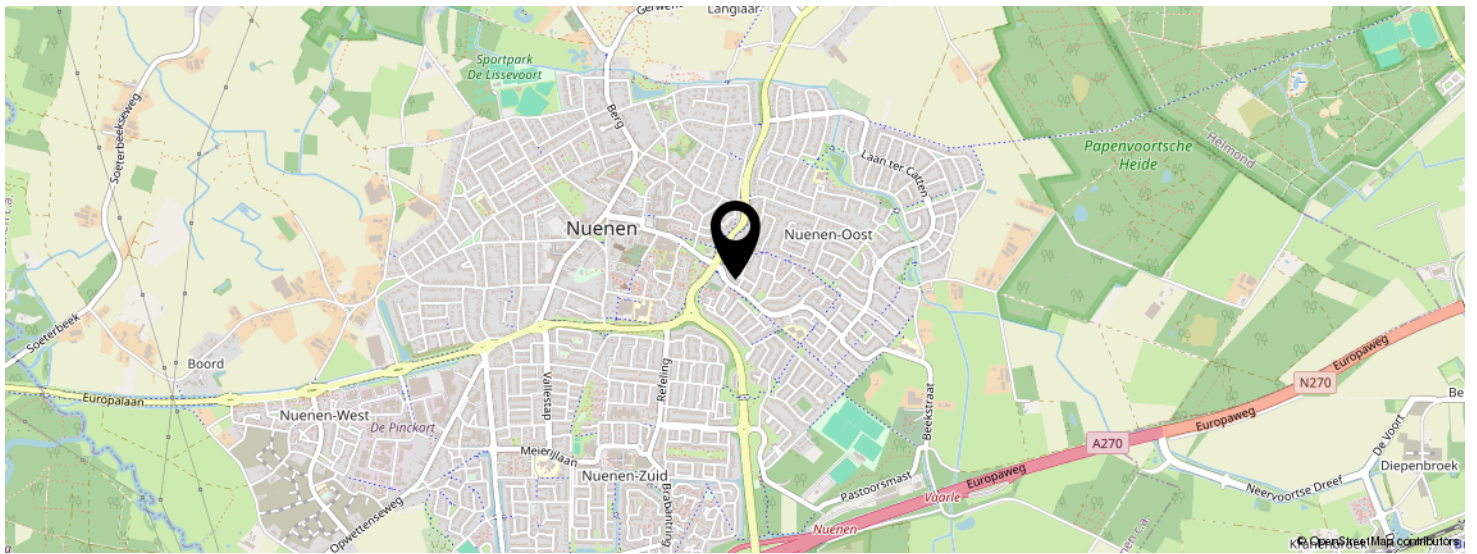 Gerwen
Langlaar
Sportpark
De Lissevoort
Soeterbeekseweg
Berg
Laan ter Catten
Papenvoortsche
Heide
Helmond
Nuenen
Nuenen-Oost
Soeterbeek
Boord
Europalaan
Nuenen-West
De Pinckart
Vallestap
Refeling
Meierijlaan
Nuenen-Zuid
Brabantring
Opwettenseweg
Beekstraat
Pastoorsmast
Vaarle
Nuenen
Europaweg
A270
Europaweg
N270
Europaweg
De Voort
Diepenbroek
Neervoortse Dreef
© OpenStreetMap contributors